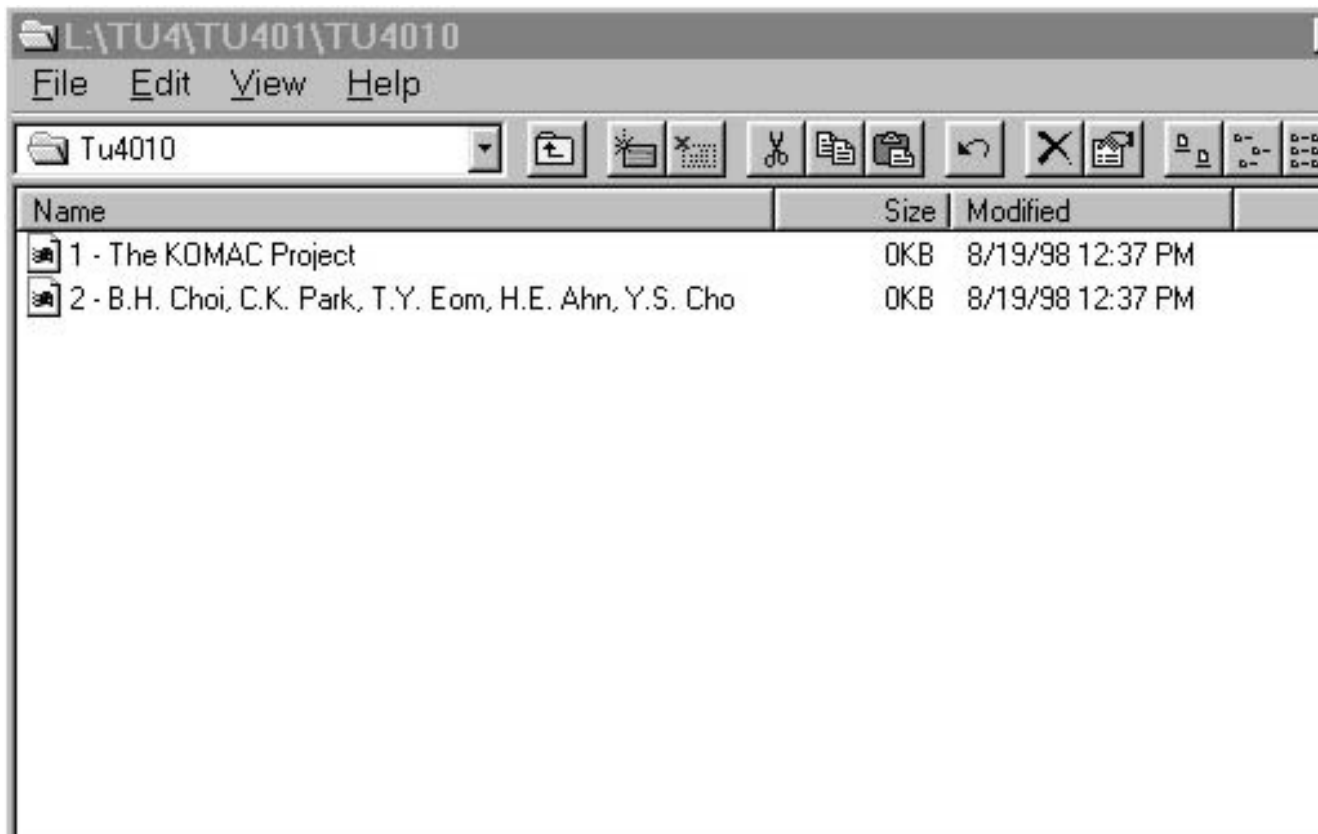 L:\TU4\TU401\TU4010
File Edit View Help
Tu4010
Name Size Modified
1 - The KOMAC Project 0KB 8/19/98 12:37 PM
2 - B.H. Choi, C.K. Park, T.Y. Eom, H.E. Ahn, Y.S. Cho 0KB 8/19/98 12:37 PM